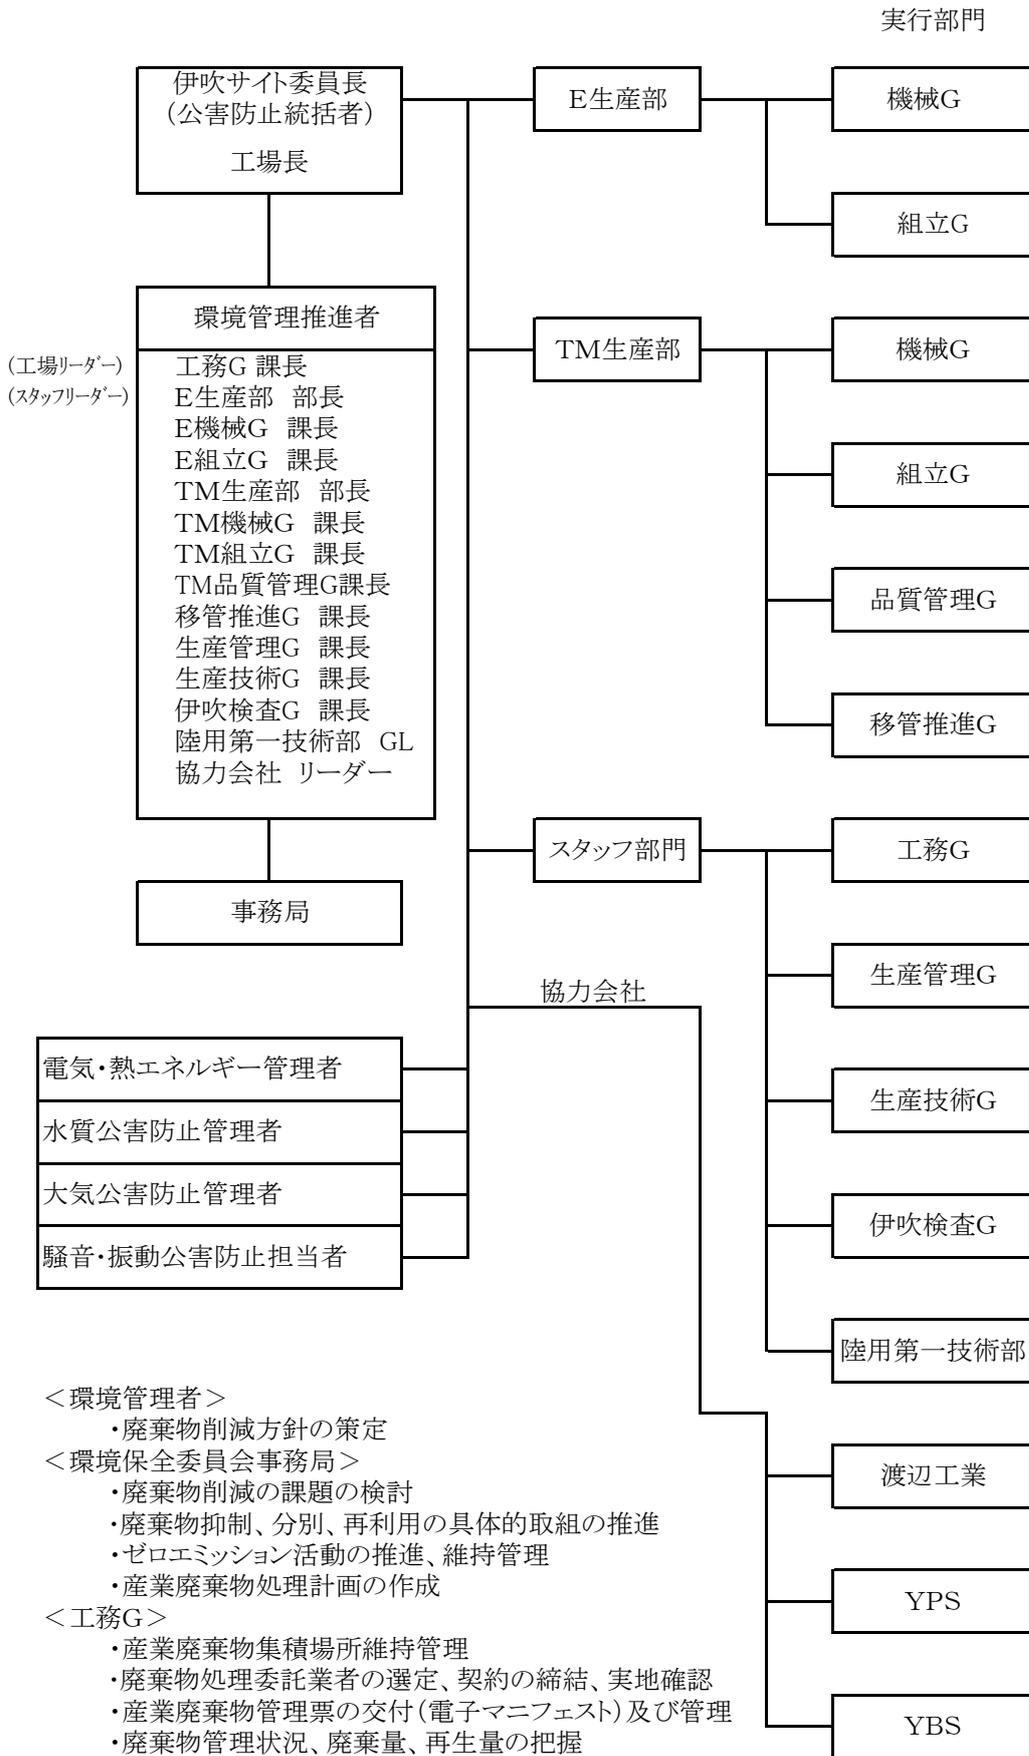 実行部門
伊吹サイト委員長
(公害防止統括者)
工場長
E生産部
機械G
組立G
環境管理推進者
(工場リーダー)
(スタッフリーダー)
工務G 課長
E生産部 部長
E機械G 課長
E組立G 課長
TM生産部 部長
TM機械G 課長
TM組立G 課長
TM品質管理G課長
移管推進G 課長
生産管理G 課長
生産技術G 課長
伊吹検査G 課長
陸用第一技術部 GL
協力会社 リーダー
TM生産部
機械G
組立G
品質管理G
移管推進G
事務局
スタッフ部門
工務G
生産管理G
生産技術G
伊吹検査G
陸用第一技術部
協力会社
渡辺工業
YPS
YBS
電気・熱エネルギー管理者
水質公害防止管理者
大気公害防止管理者
騒音・振動公害防止担当者
<環境管理者>
・廃棄物削減方針の策定
<環境保全委員会事務局>
・廃棄物削減の課題の検討
・廃棄物抑制、分別、再利用の具体的取組の推進
・ゼロエミッション活動の推進、維持管理
・産業廃棄物処理計画の作成
<工務G>
・産業廃棄物集積場所維持管理
・廃棄物処理委託業者の選定、契約の締結、実地確認
・産業廃棄物管理票の交付(電子マニフェスト)及び管理
・廃棄物管理状況、廃棄量、再生量の把握